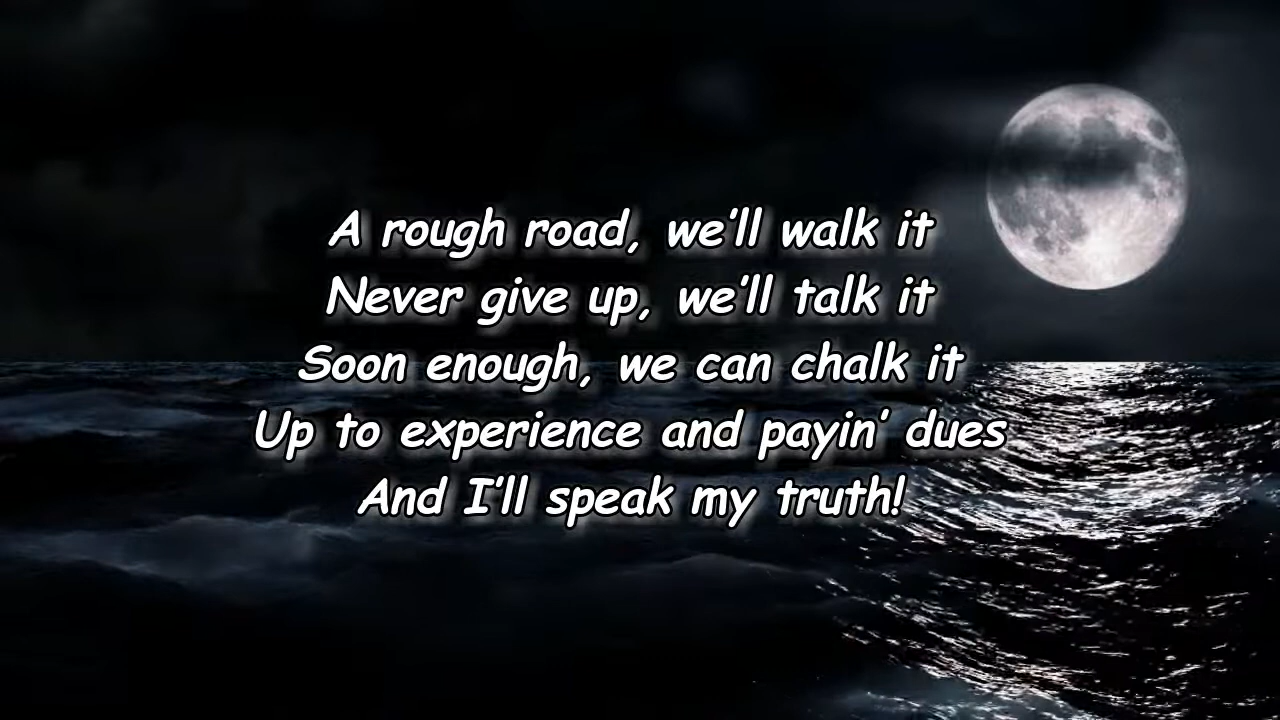 A rough road, we'll walk it
Never give up, we'll talk it
Soon enough, we can chalk it
Up to experience and payin' dues
And I'll speak my truth!